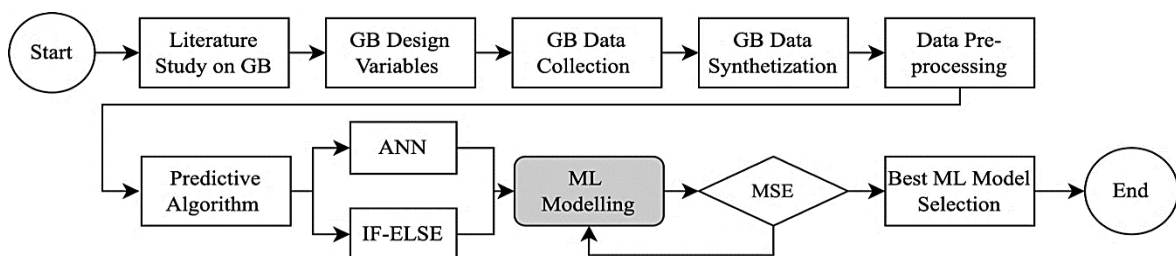 Start
Literature
Study on GB
GB Design
Variables
GB Data
Collection
GB Data
Synthetization
Data Pre-
processing
Predictive
Algorithm
ANN
IF-ELSE
ML
Modelling
MSE
Best ML Model
Selection
End